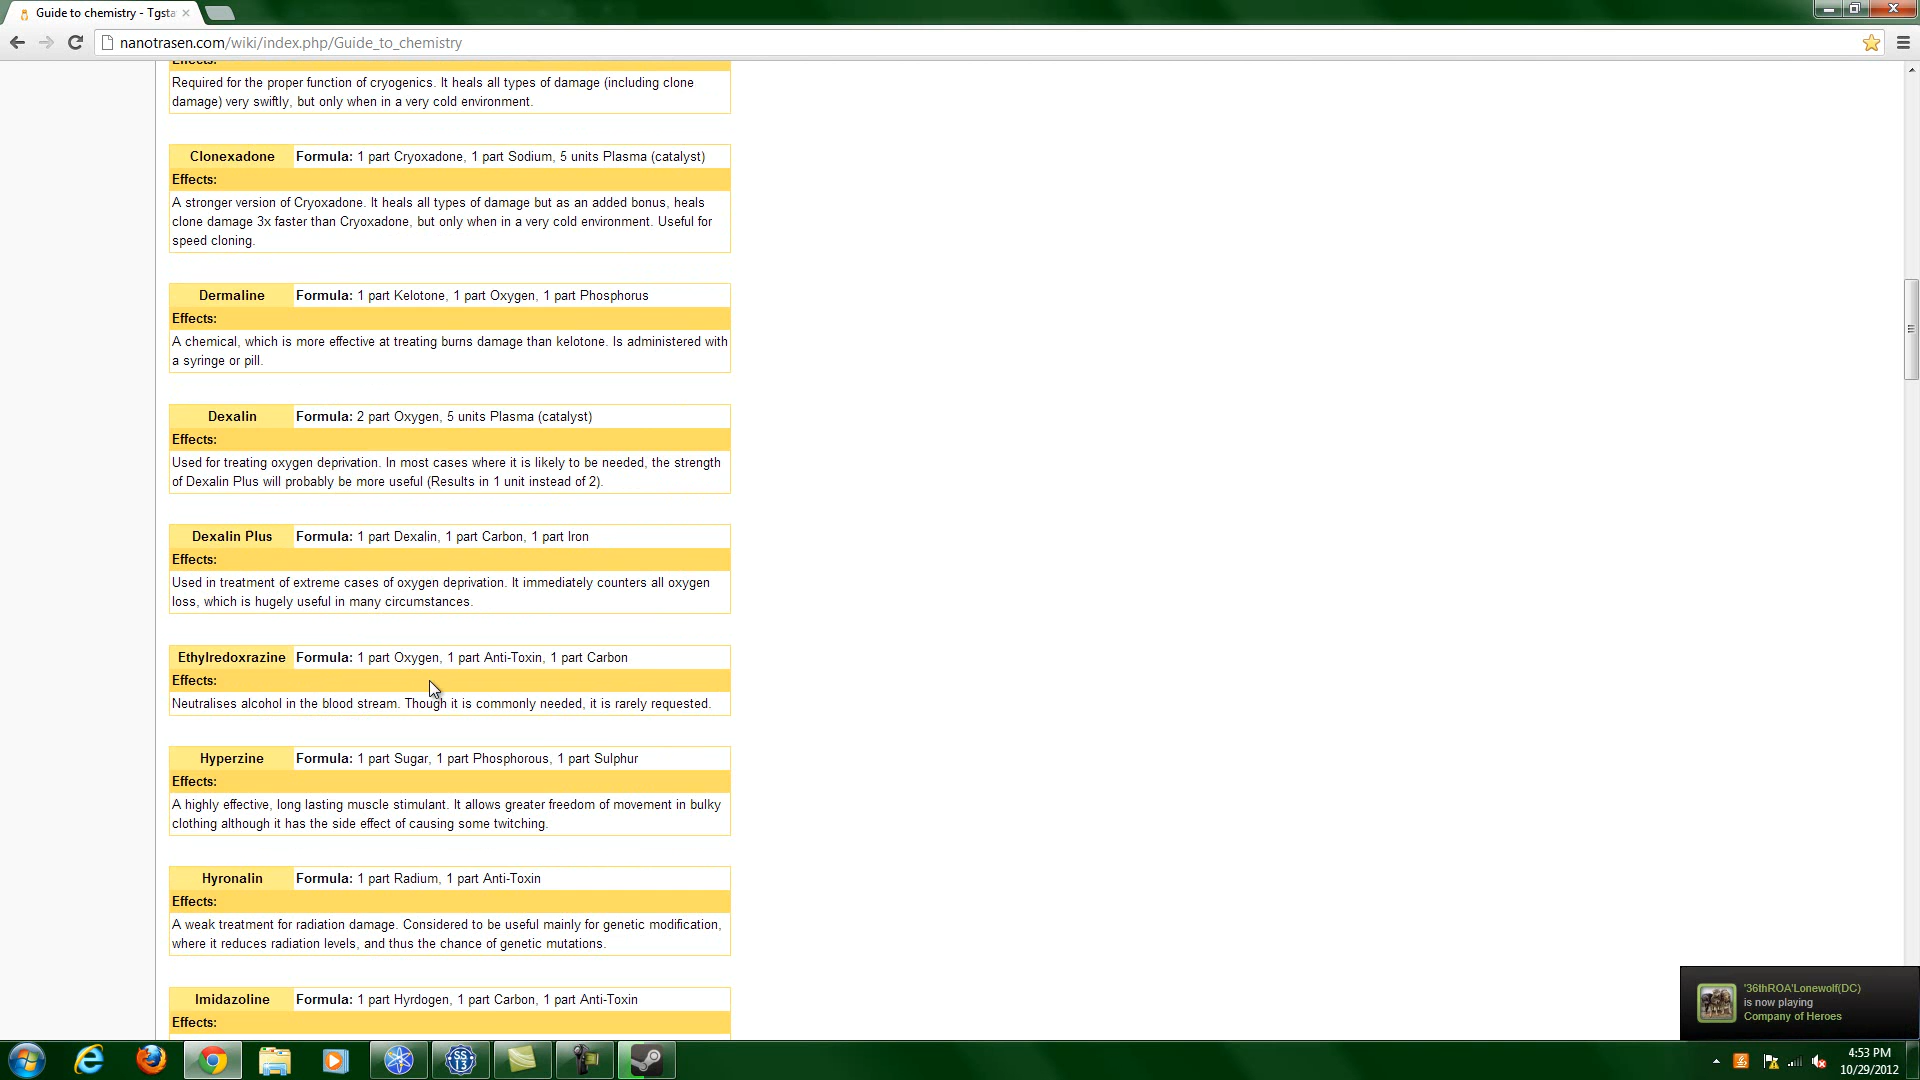 Guide to chemistry - Tgsta
nanotrasen.com/wiki/index.php/Guide_to_chemistry
Effects:
Required for the proper function of cryogenics. It heals all types of damage (including clone
damage) very swiftly, but only when in a very cold environment.
Clonexadone Formula: 1 part Cryoxadone, 1 part Sodium, 5 units Plasma (catalyst)
Effects:
A stronger version of Cryoxadone. It heals all types of damage but as an added bonus, heals
clone damage 3x faster than Cryoxadone, but only when in a very cold environment. Useful for
speed cloning.
Dermaline Formula: 1 part Kelotone, 1 part Oxygen, 1 part Phosphorus
Effects:
A chemical, which is more effective at treating burns damage than kelotone. Is administered with
a syringe or pill.
Dexalin Formula: 2 part Oxygen, 5 units Plasma (catalyst)
Effects:
Used for treating oxygen deprivation. In most cases where it is likely to be needed, the strength
of Dexalin Plus will probably be more useful (Results in 1 unit instead of 2).
Dexalin Plus Formula: 1 part Dexalin, 1 part Carbon, 1 part Iron
Effects:
Used in treatment of extreme cases of oxygen deprivation. It immediately counters all oxygen
loss, which is hugely useful in many circumstances.
Ethylredoxrazine Formula: 1 part Oxygen, 1 part Anti-Toxin, 1 part Carbon
Effects:
Neutralises alcohol in the blood stream. Though it is commonly needed, it is rarely requested.
Hyperzine Formula: 1 part Sugar, 1 part Phosphorous, 1 part Sulphur
Effects:
A highly effective, long lasting muscle stimulant. It allows greater freedom of movement in bulky
clothing although it has the side effect of causing some twitching.
Hyronalin Formula: 1 part Radium, 1 part Anti-Toxin
Effects:
A weak treatment for radiation damage. Considered to be useful mainly for genetic modification,
where it reduces radiation levels, and thus the chance of genetic mutations.
Imidazoline Formula: 1 part Hyrdogen, 1 part Carbon, 1 part Anti-Toxin
Effects:
'36thROA'Lonewolf(DC)
is now playing
Company of Heroes
SS
13
4:53 PM
10/29/2012